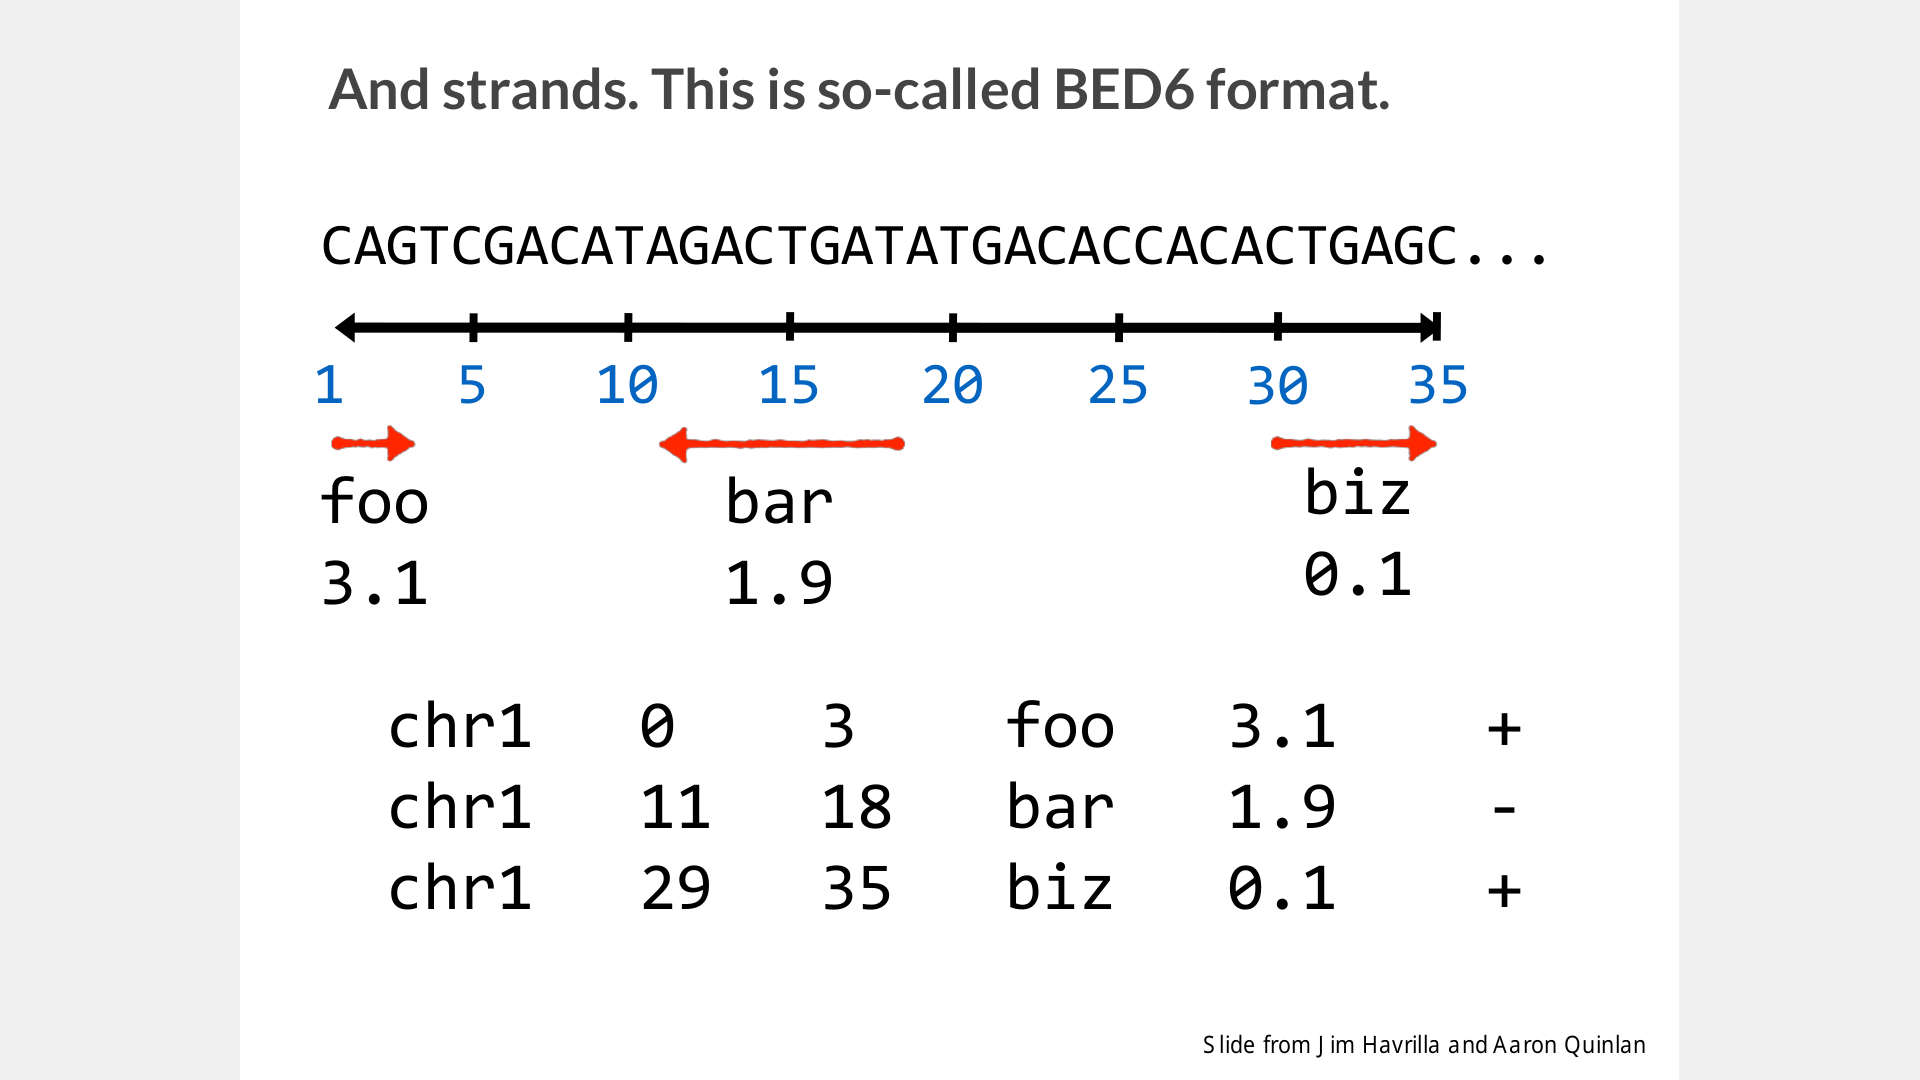 And strands. This is so-called BED6 format.
CAGTCGACATAGACTGATATGACACCACACTGAGC...
1 5 10 15 20 25 30 35
foo bar biz
3.1 1.9 0.1
chr1 0 3 foo 3.1 +
chr1 11 18 bar 1.9 -
chr1 29 35 biz 0.1 +
Slide from Jim Havrilla and Aaron Quinlan